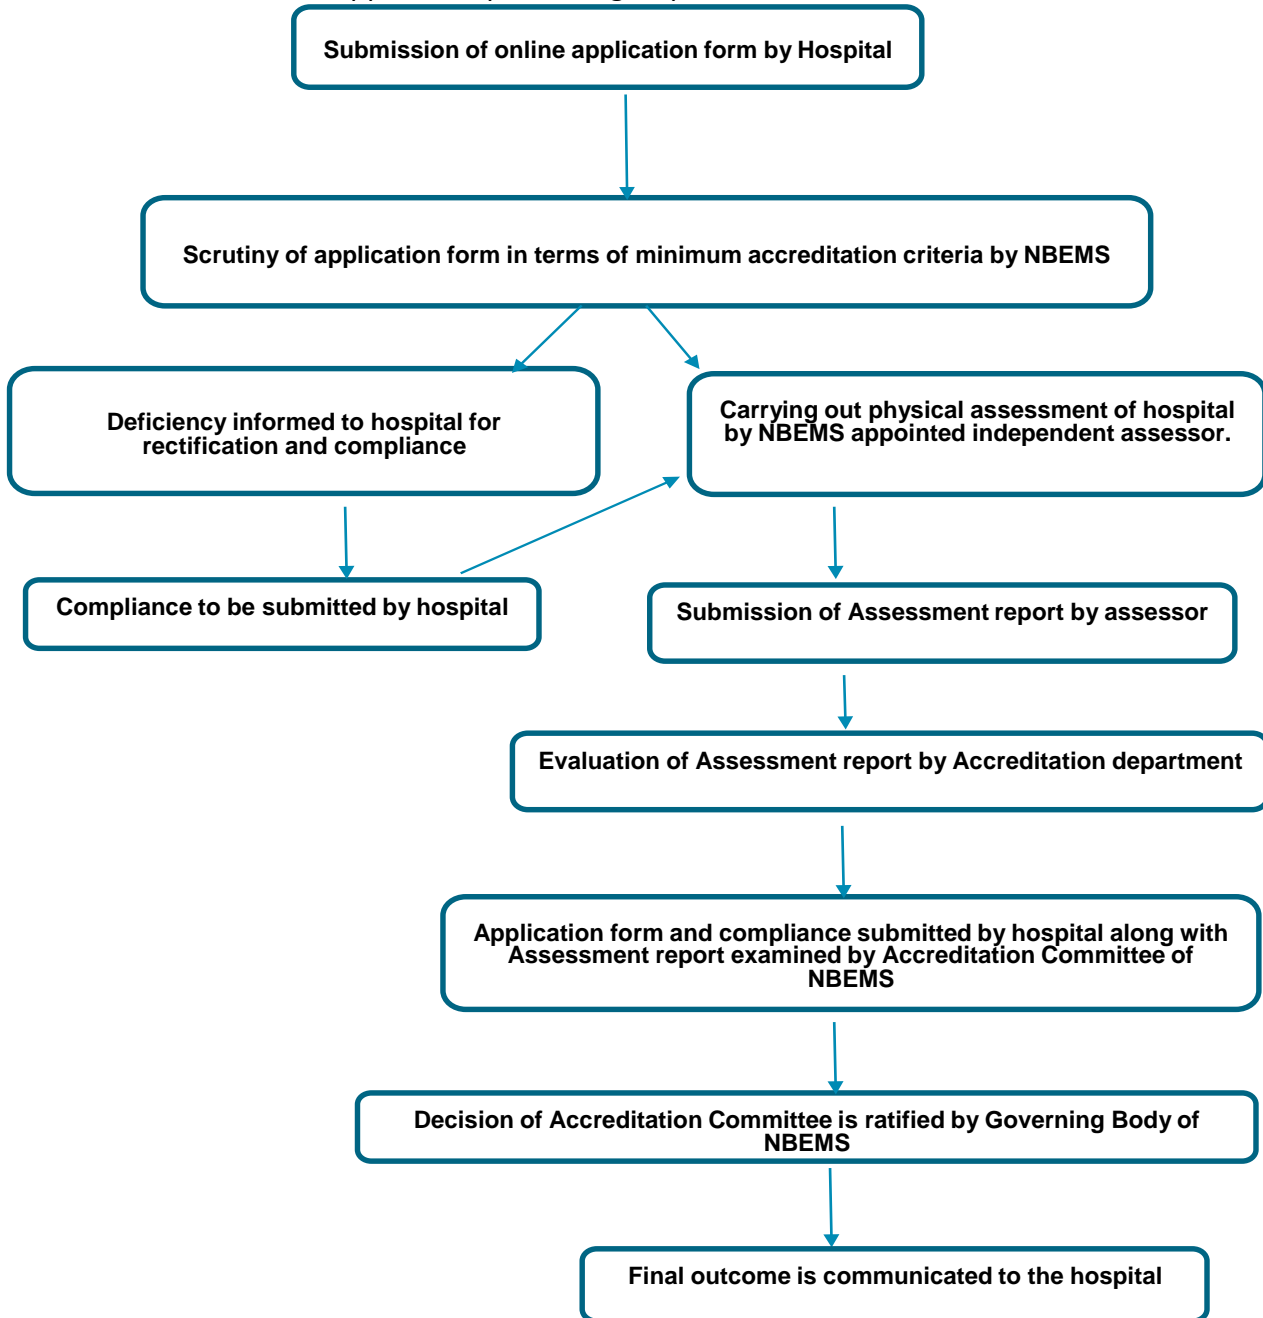 Submission of online application form by Hospital
Scrutiny of application form in terms of minimum accreditation criteria by NBEMS
Deficiency informed to hospital for
rectification and compliance
Carrying out physical assessment of hospital
by NBEMS appointed independent assessor.
Compliance to be submitted by hospital
Submission of Assessment report by assessor
Evaluation of Assessment report by Accreditation department
Application form and compliance submitted by hospital along with
Assessment report examined by Accreditation Committee of
NBEMS
Decision of Accreditation Committee is ratified by Governing Body of
NBEMS
Final outcome is communicated to the hospital